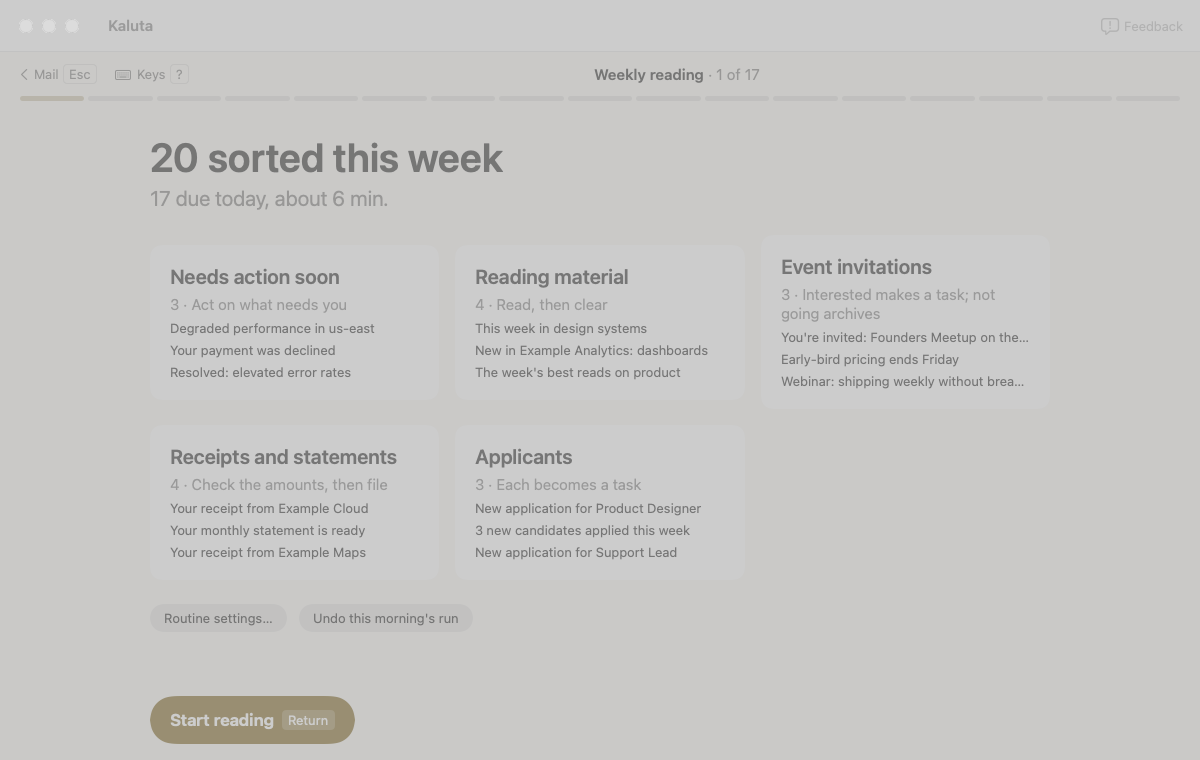 Kaluta
Feedback
Mail Esc
Keys ?
Weekly reading · 1 of 17
20 sorted this week
17 due today, about 6 min.
Needs action soon
3 · Act on what needs you
Degraded performance in us-east
Your payment was declined
Resolved: elevated error rates
Reading material
4 · Read, then clear
This week in design systems
New in Example Analytics: dashboards
The week's best reads on product
Event invitations
3 · Interested makes a task; not
going archives
You're invited: Founders Meetup on the…
Early-bird pricing ends Friday
Webinar: shipping weekly without brea…
Receipts and statements
4 · Check the amounts, then file
Your receipt from Example Cloud
Your monthly statement is ready
Your receipt from Example Maps
Applicants
3 · Each becomes a task
New application for Product Designer
3 new candidates applied this week
New application for Support Lead
Routine settings…
Undo this morning's run
Start reading Return